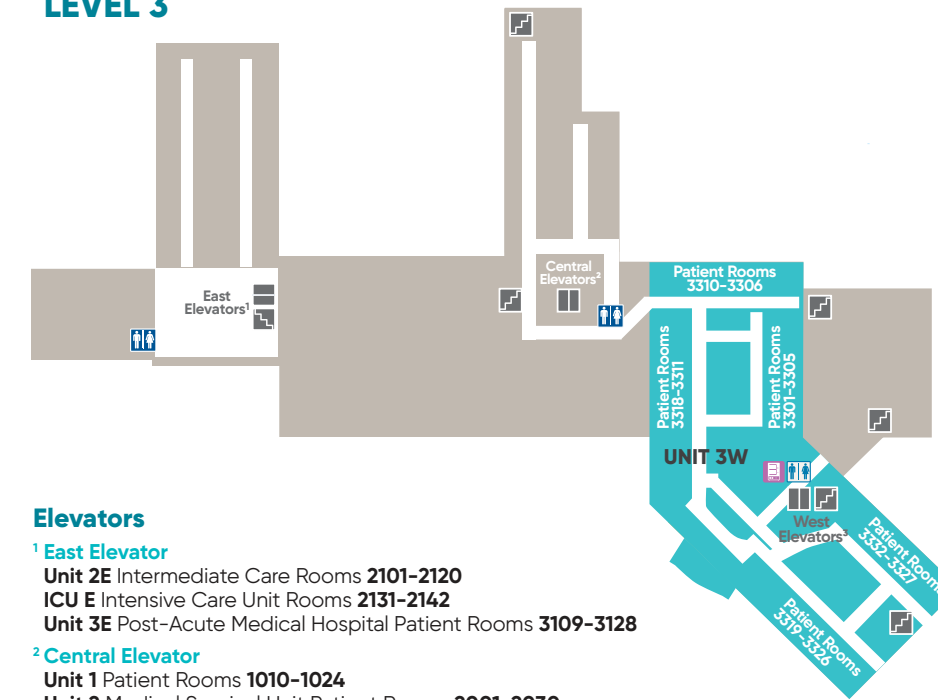 LEVEL 3
Central
Elevators²
Patient Rooms
3310-3306
East
Elevators¹
Patient Rooms
3318-3311
Patient Rooms
3301-3305
UNIT 3W
West
Elevators³
Patient Rooms
3332-3327
Patient Rooms
3319-3326
Elevators
¹ East Elevator
Unit 2E Intermediate Care Rooms 2101-2120
ICU E Intensive Care Unit Rooms 2131-2142
Unit 3E Post-Acute Medical Hospital Patient Rooms 3109-3128
² Central Elevator
Unit 1 Patient Rooms 1010-1024